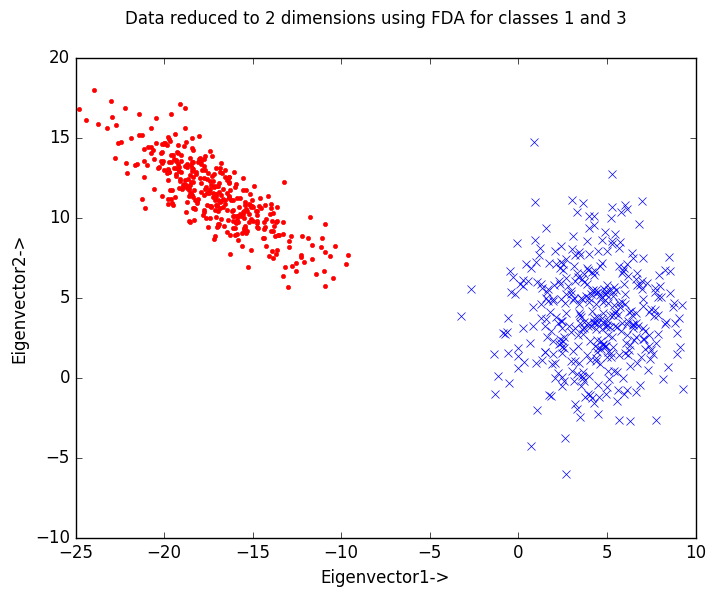 Data reduced to 2 dimensions using FDA for classes 1 and 3
20
15
10
5
0
−5
−10
Eigenvector2->
−25 −20 −15 −10 −5 0 5 10
Eigenvector1->